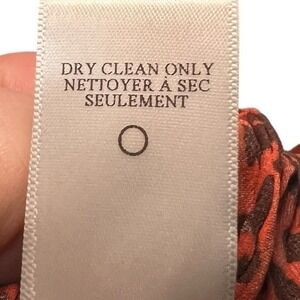 DRY CLEAN ONLY
NETTOYER À SEC
SEULEMENT